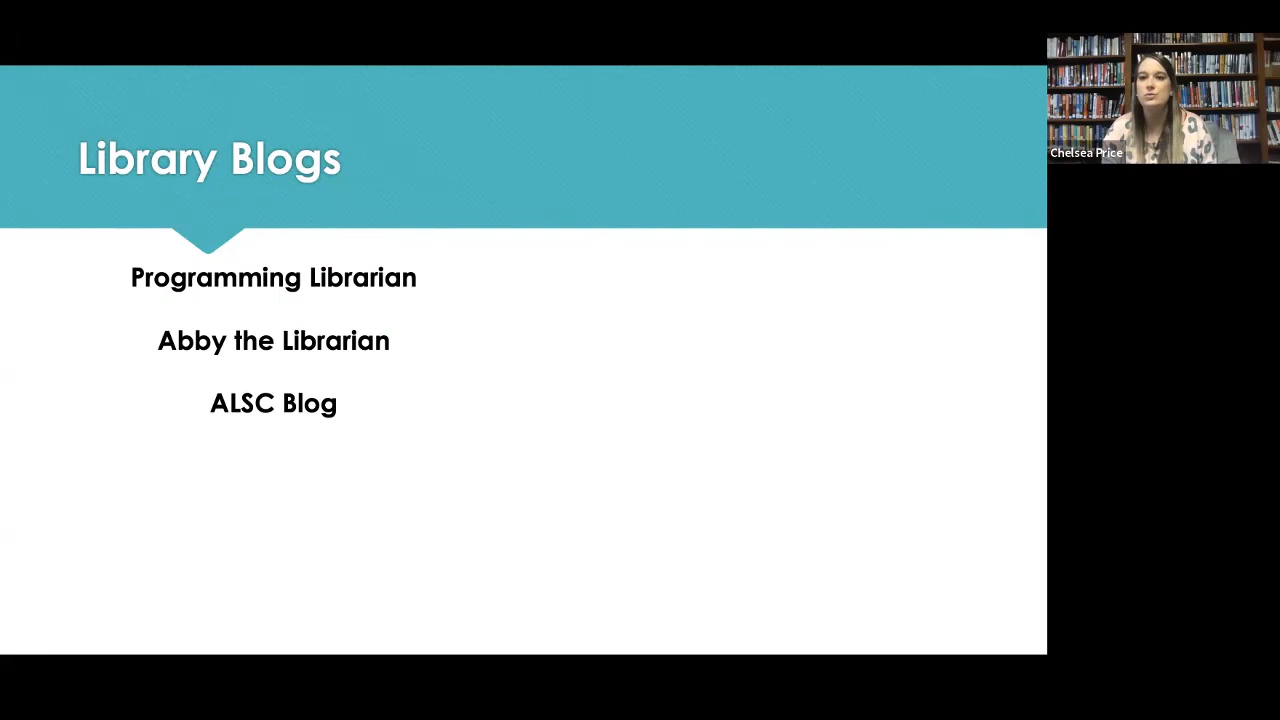 Library Blogs
Programming Librarian
Abby the Librarian
ALSC Blog
Chelsea Price